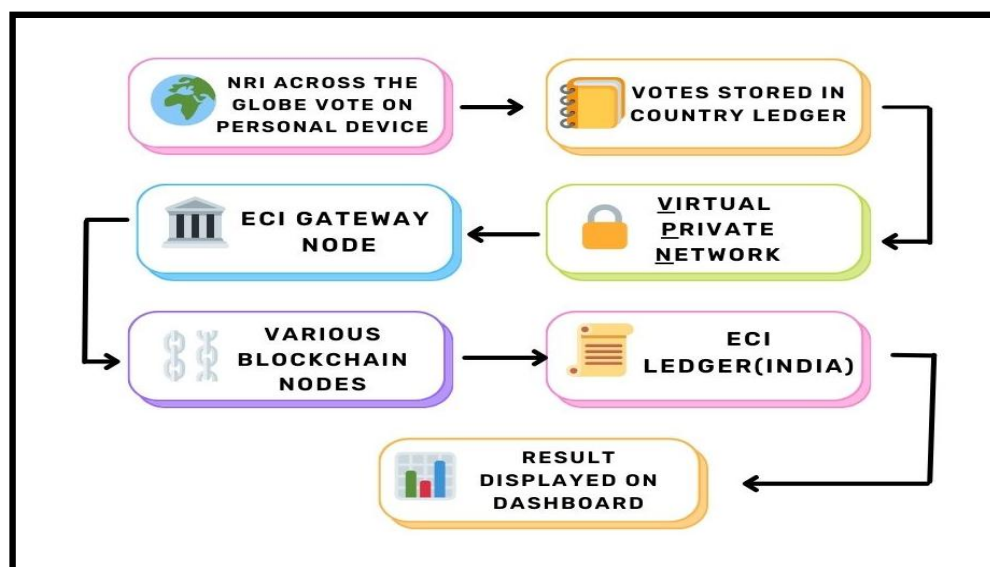 NRI ACROSS THE
GLOBE VOTE ON
PERSONAL DEVICE
VOTES STORED IN
COUNTRY LEDGER
VIRTUAL
PRIVATE
NETWORK
ECI GATEWAY
NODE
VARIOUS
BLOCKCHAIN
NODES
ECI
LEDGER(INDIA)
RESULT
DISPLAYED ON
DASHBOARD